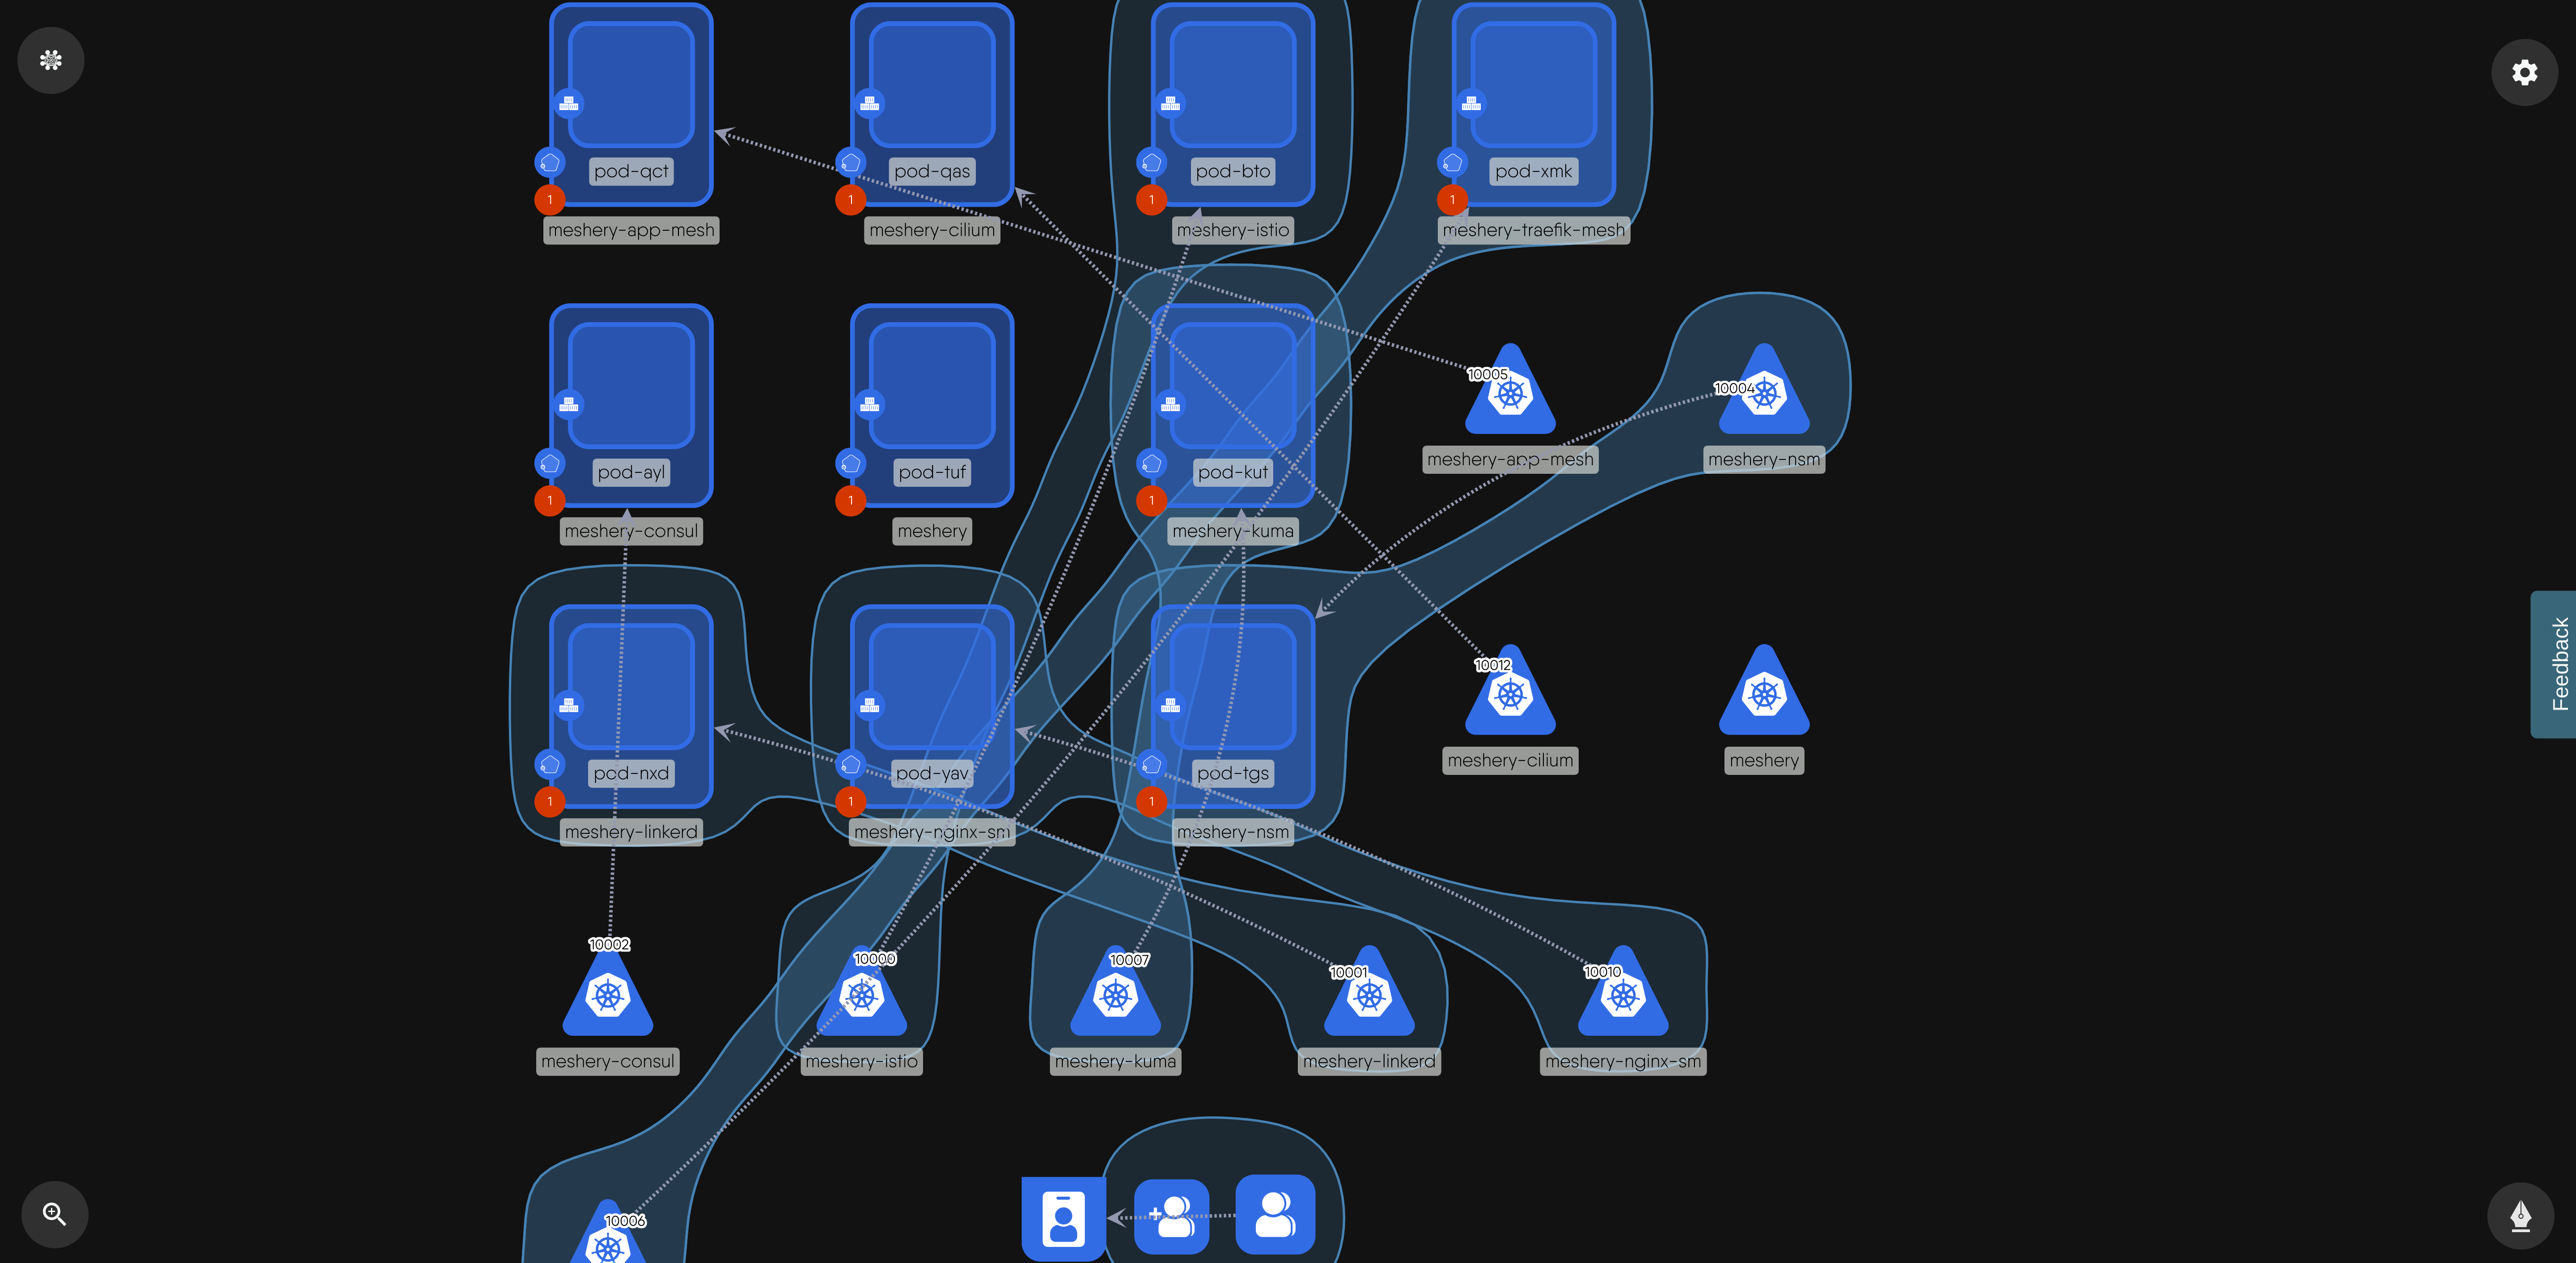 pod-qct
pod-qas
pod-bto
pod-xmk
1
1
1
1
meshery-app-mesh
meshery-cilium
meshery-istio
meshery-traefik-mesh
10005
10004
meshery-app-mesh
meshery-nsm
pod-ayl
pod-tuf
pod-kut
1
1
1
meshery-consul
meshery
meshery-kuma
Feedback
10012
meshery-cilium
meshery
pod-nxd
pod-yav
pod-tgs
1
1
1
meshery-linkerd
meshery-nginx-sm
meshery-nsm
10002
10000
10007
10001
10010
meshery-consul
meshery-istio
meshery-kuma
meshery-linkerd
meshery-nginx-sm
10006